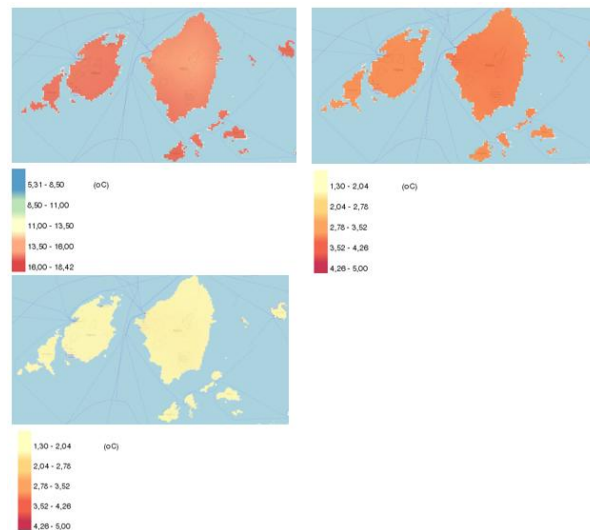 5,31 - 8,50 (oC)
8,50 - 11,00
11,00 - 13,50
13,50 - 16,00
16,00 - 18,42
1,30 - 2,04 (oC)
2,04 - 2,78
2,78 - 3,52
3,52 - 4,26
4,26 - 5,00
1,30 - 2,04 (oC)
2,04 - 2,78
2,78 - 3,52
3,52 - 4,26
4,26 - 5,00